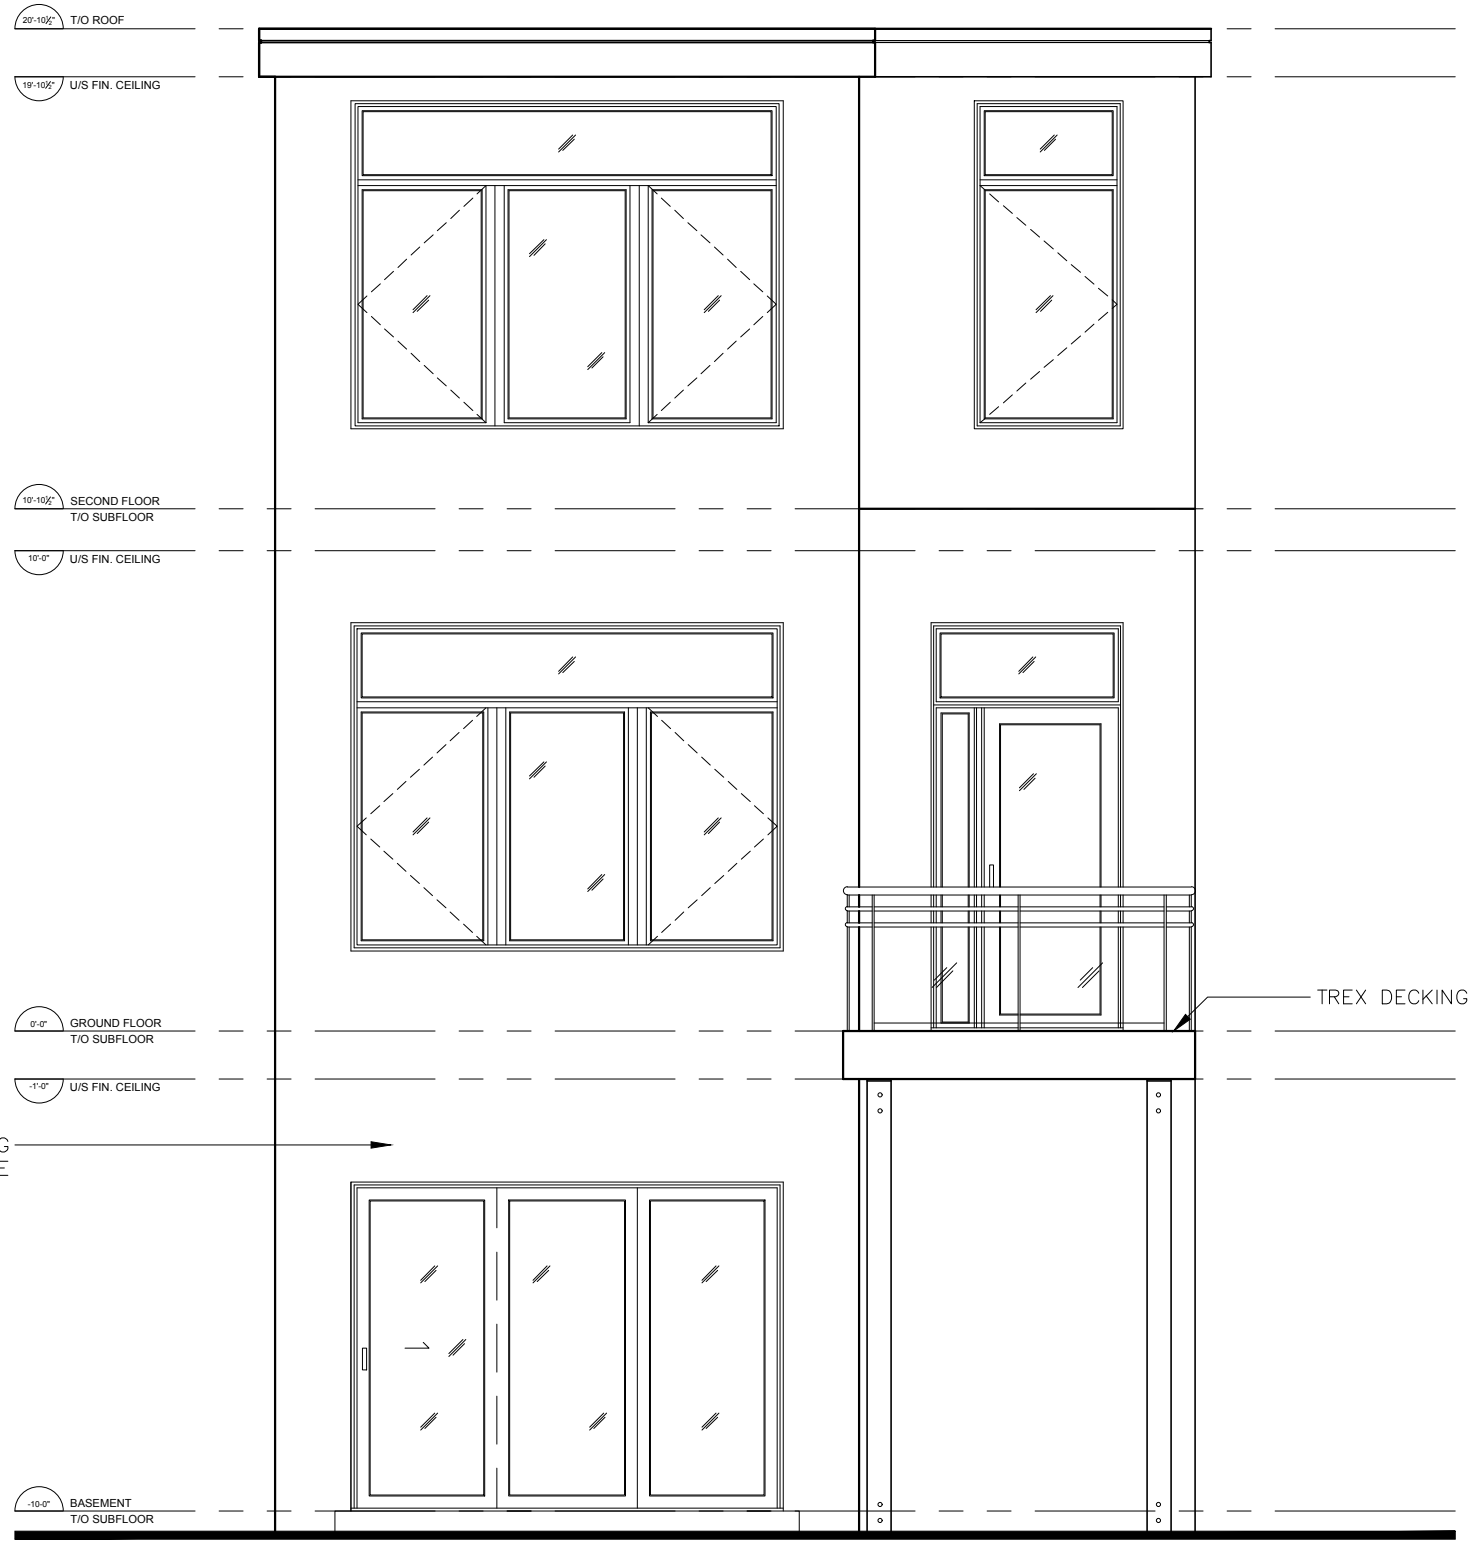 20'-10½" T/O ROOF
19'-10½" U/S FIN. CEILING
10'-10½" SECOND FLOOR
T/O SUBFLOOR
10'-0" U/S FIN. CEILING
0'-0" GROUND FLOOR
T/O SUBFLOOR
TREX DECKING
-1'-0" U/S FIN. CEILING
-10-0" BASEMENT
T/O SUBFLOOR